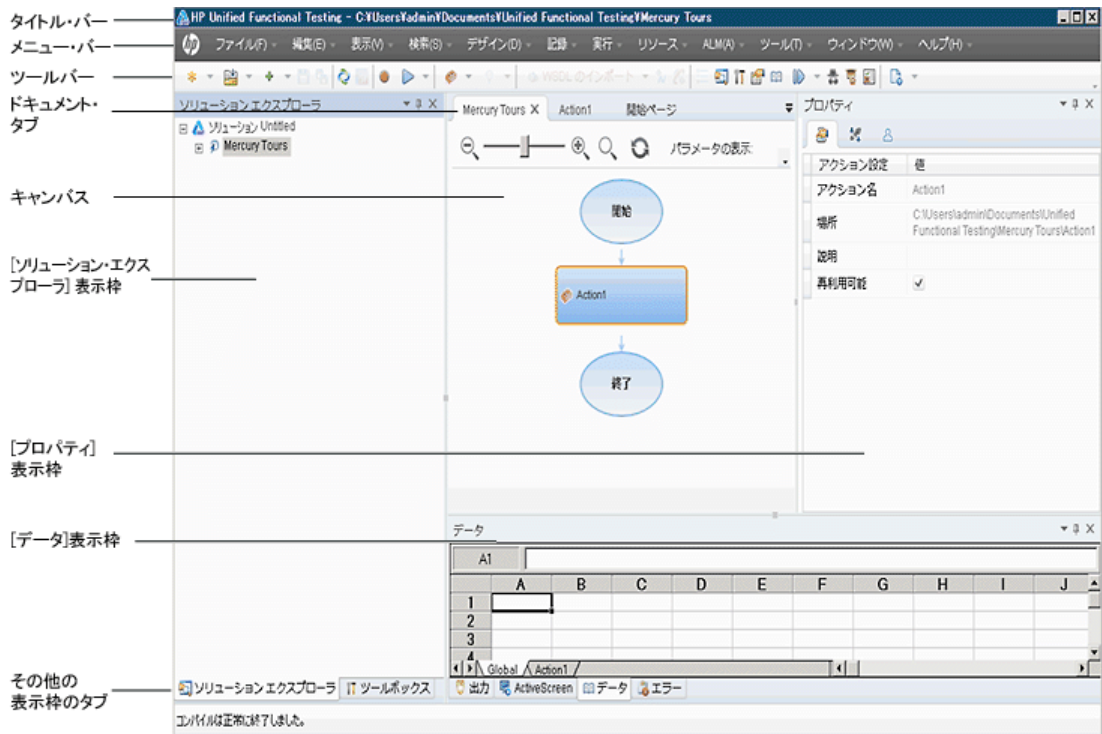 タイトル・バー
HP Unified Functional Testing - C:¥Users¥admin¥Documents¥Unified Functional Testing¥Mercury Tours
メニュー・バー
hp ファイル(F) 編集(E) 表示(V) 検索(S) デザイン(D) 記録 実行 リソース ALM(A) ツール(T) ウィンドウ(W) ヘルプ(H)
ツールバー
WSDL のインポート
ドキュメント・
タブ
ソリューション エクスプローラ
ソリューション Untitled
Mercury Tours
Mercury Tours X Action1 開始ページ
パラメータの表示:
キャンバス
開始
Action1
終了
プロパティ
アクション設定 値
アクション名 Action1
場所 C:\Users\admin\Documents\Unified
Functional Testing\Mercury Tours\Action1
説明
再利用可能
[ソリューション・エクス
プローラ] 表示枠
[プロパティ]
表示枠
[データ]表示枠
データ
A1
A B C D E F G H I J
1
2
3
4
Global Action1
その他の
表示枠のタブ
ソリューション エクスプローラ ツールボックス
出力 ActiveScreen データ エラー
コンパイルは正常に終了しました。